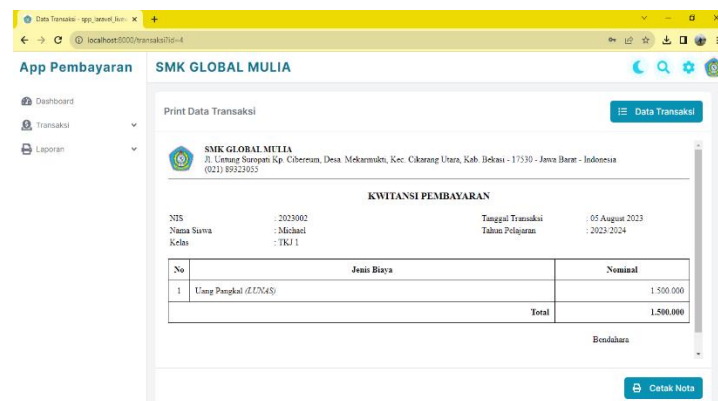 Data Transaksi - spp_laravel_live
localhost:8000/transaksi?id=4
App Pembayaran
SMK GLOBAL MULIA
Dashboard
Transaksi
Laporan
Print Data Transaksi
Data Transaksi
SMK GLOBAL MULIA
Jl. Untung Suropati Kp. Cibereum, Desa. Mekarmukti, Kec. Cikarang Utara, Kab. Bekasi - 17530 - Jawa Barat - Indonesia
(021) 89323055
KWITANSI PEMBAYARAN
NIS : 2023002 Tanggal Transaksi : 05 August 2023
Nama Siswa : Michael Tahun Pelajaran : 2023/2024
Kelas : TKJ 1
No Jenis Biaya Nominal
1 Uang Pangkal (LUNAS) 1.500.000
Total 1.500.000
Bendahara
Cetak Nota